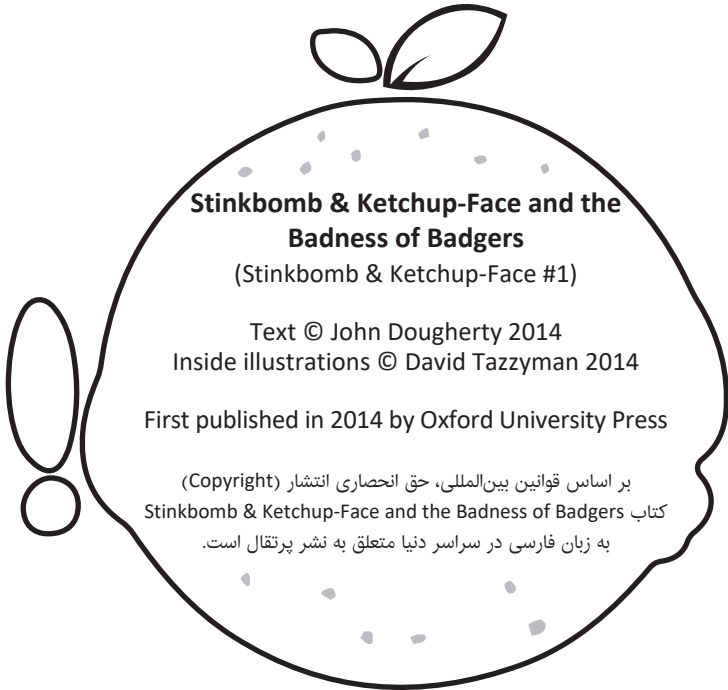 Stinkbomb & Ketchup-Face and the
Badness of Badgers
(Stinkbomb & Ketchup-Face #1)
Text © John Dougherty 2014
Inside illustrations © David Tazzyman 2014
First published in 2014 by Oxford University Press
بر اساس قوانین بین‌المللی، حق انحصاری انتشار (Copyright)
کتاب Stinkbomb & Ketchup-Face and the Badness of Badgers
به زبان فارسی در سراسر دنیا متعلق به نشر پرتقال است.